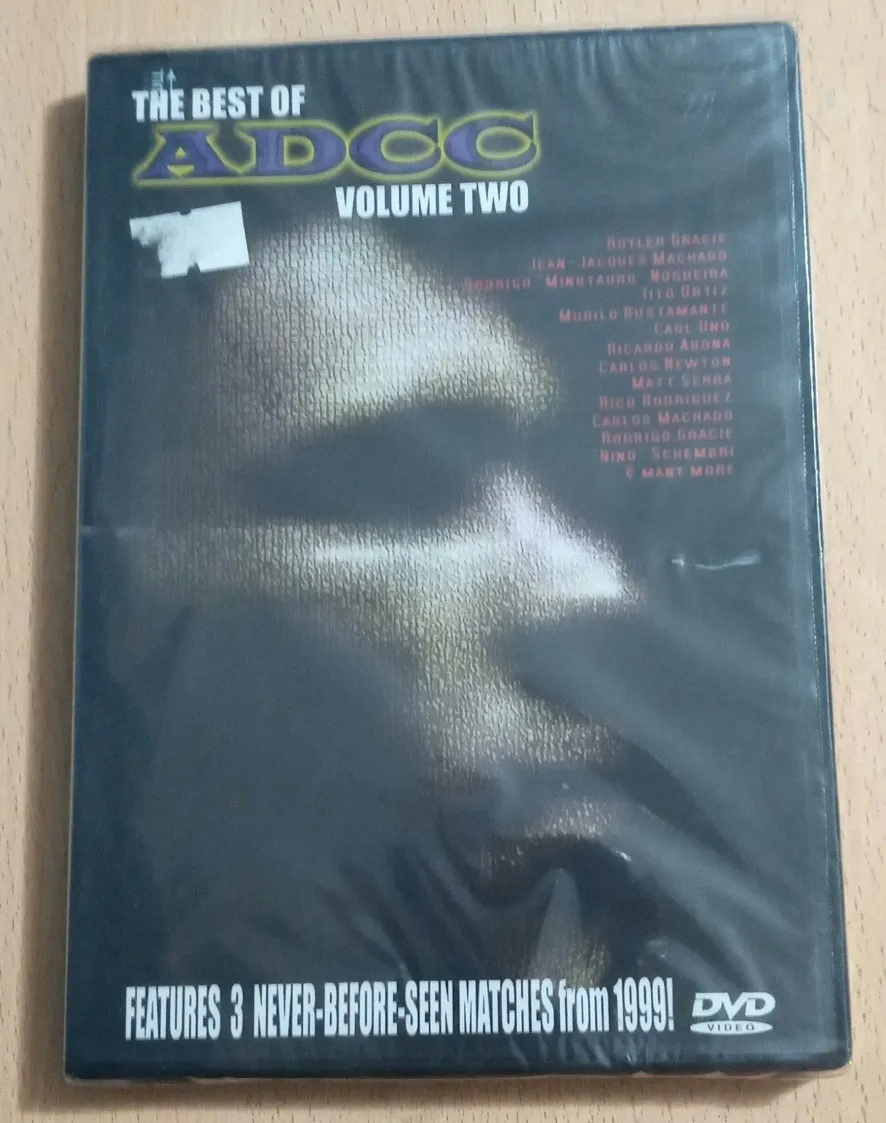 THE BEST OF
ADCC
VOLUME TWO
ROYLER GRACIE
JEAN-JACQUES MACHADO
RODRIGO "MINOTAURO" NOGUEIRA
TITO ORTIZ
MURILO BUSTAMANTE
CAOL UNO
RICARDO ARONA
CARLOS NEWTON
MATT SERRA
RICO RODRIGUEZ
CARLOS MACHADO
RODRIGO GRACIE
"NINO" SCHEMBRI
& MANY MORE
FEATURES 3 NEVER-BEFORE-SEEN MATCHES from 1999!
DVD
VIDEO